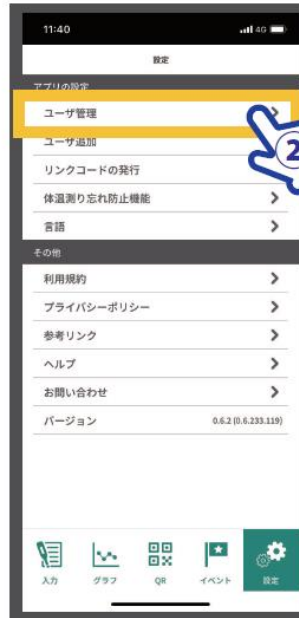 11:40
4G
設定
アプリの設定
ユーザ管理
2
ユーザ追加
リンクコードの発行
体温測り忘れ防止機能
言語
その他
利用規約
プライバシーポリシー
参考リンク
ヘルプ
お問い合わせ
バージョン 0.6.2 (0.6.233.119)
入力 グラフ QR イベント 設定